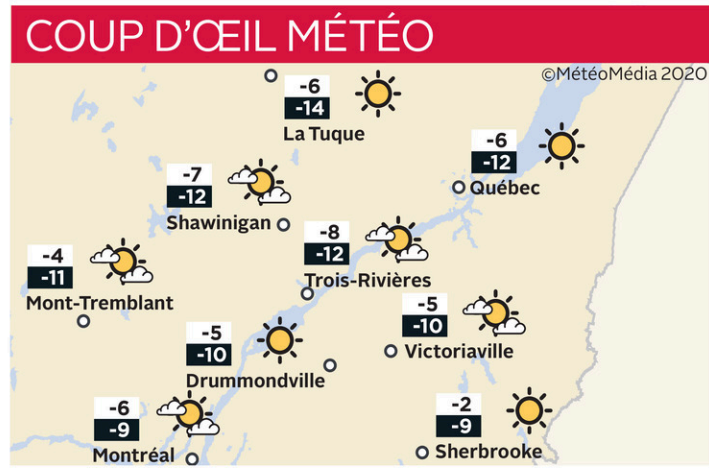 COUP D'ŒIL MÉTÉO
©MétéoMédia 2020
-6
-14
La Tuque
-6
-12
Québec
-7
-12
Shawinigan
-8
-12
Trois-Rivières
-4
-11
Mont-Tremblant
-5
-10
Victoriaville
-5
-10
Drummondville
-6
-9
Montréal
-2
-9
Sherbrooke